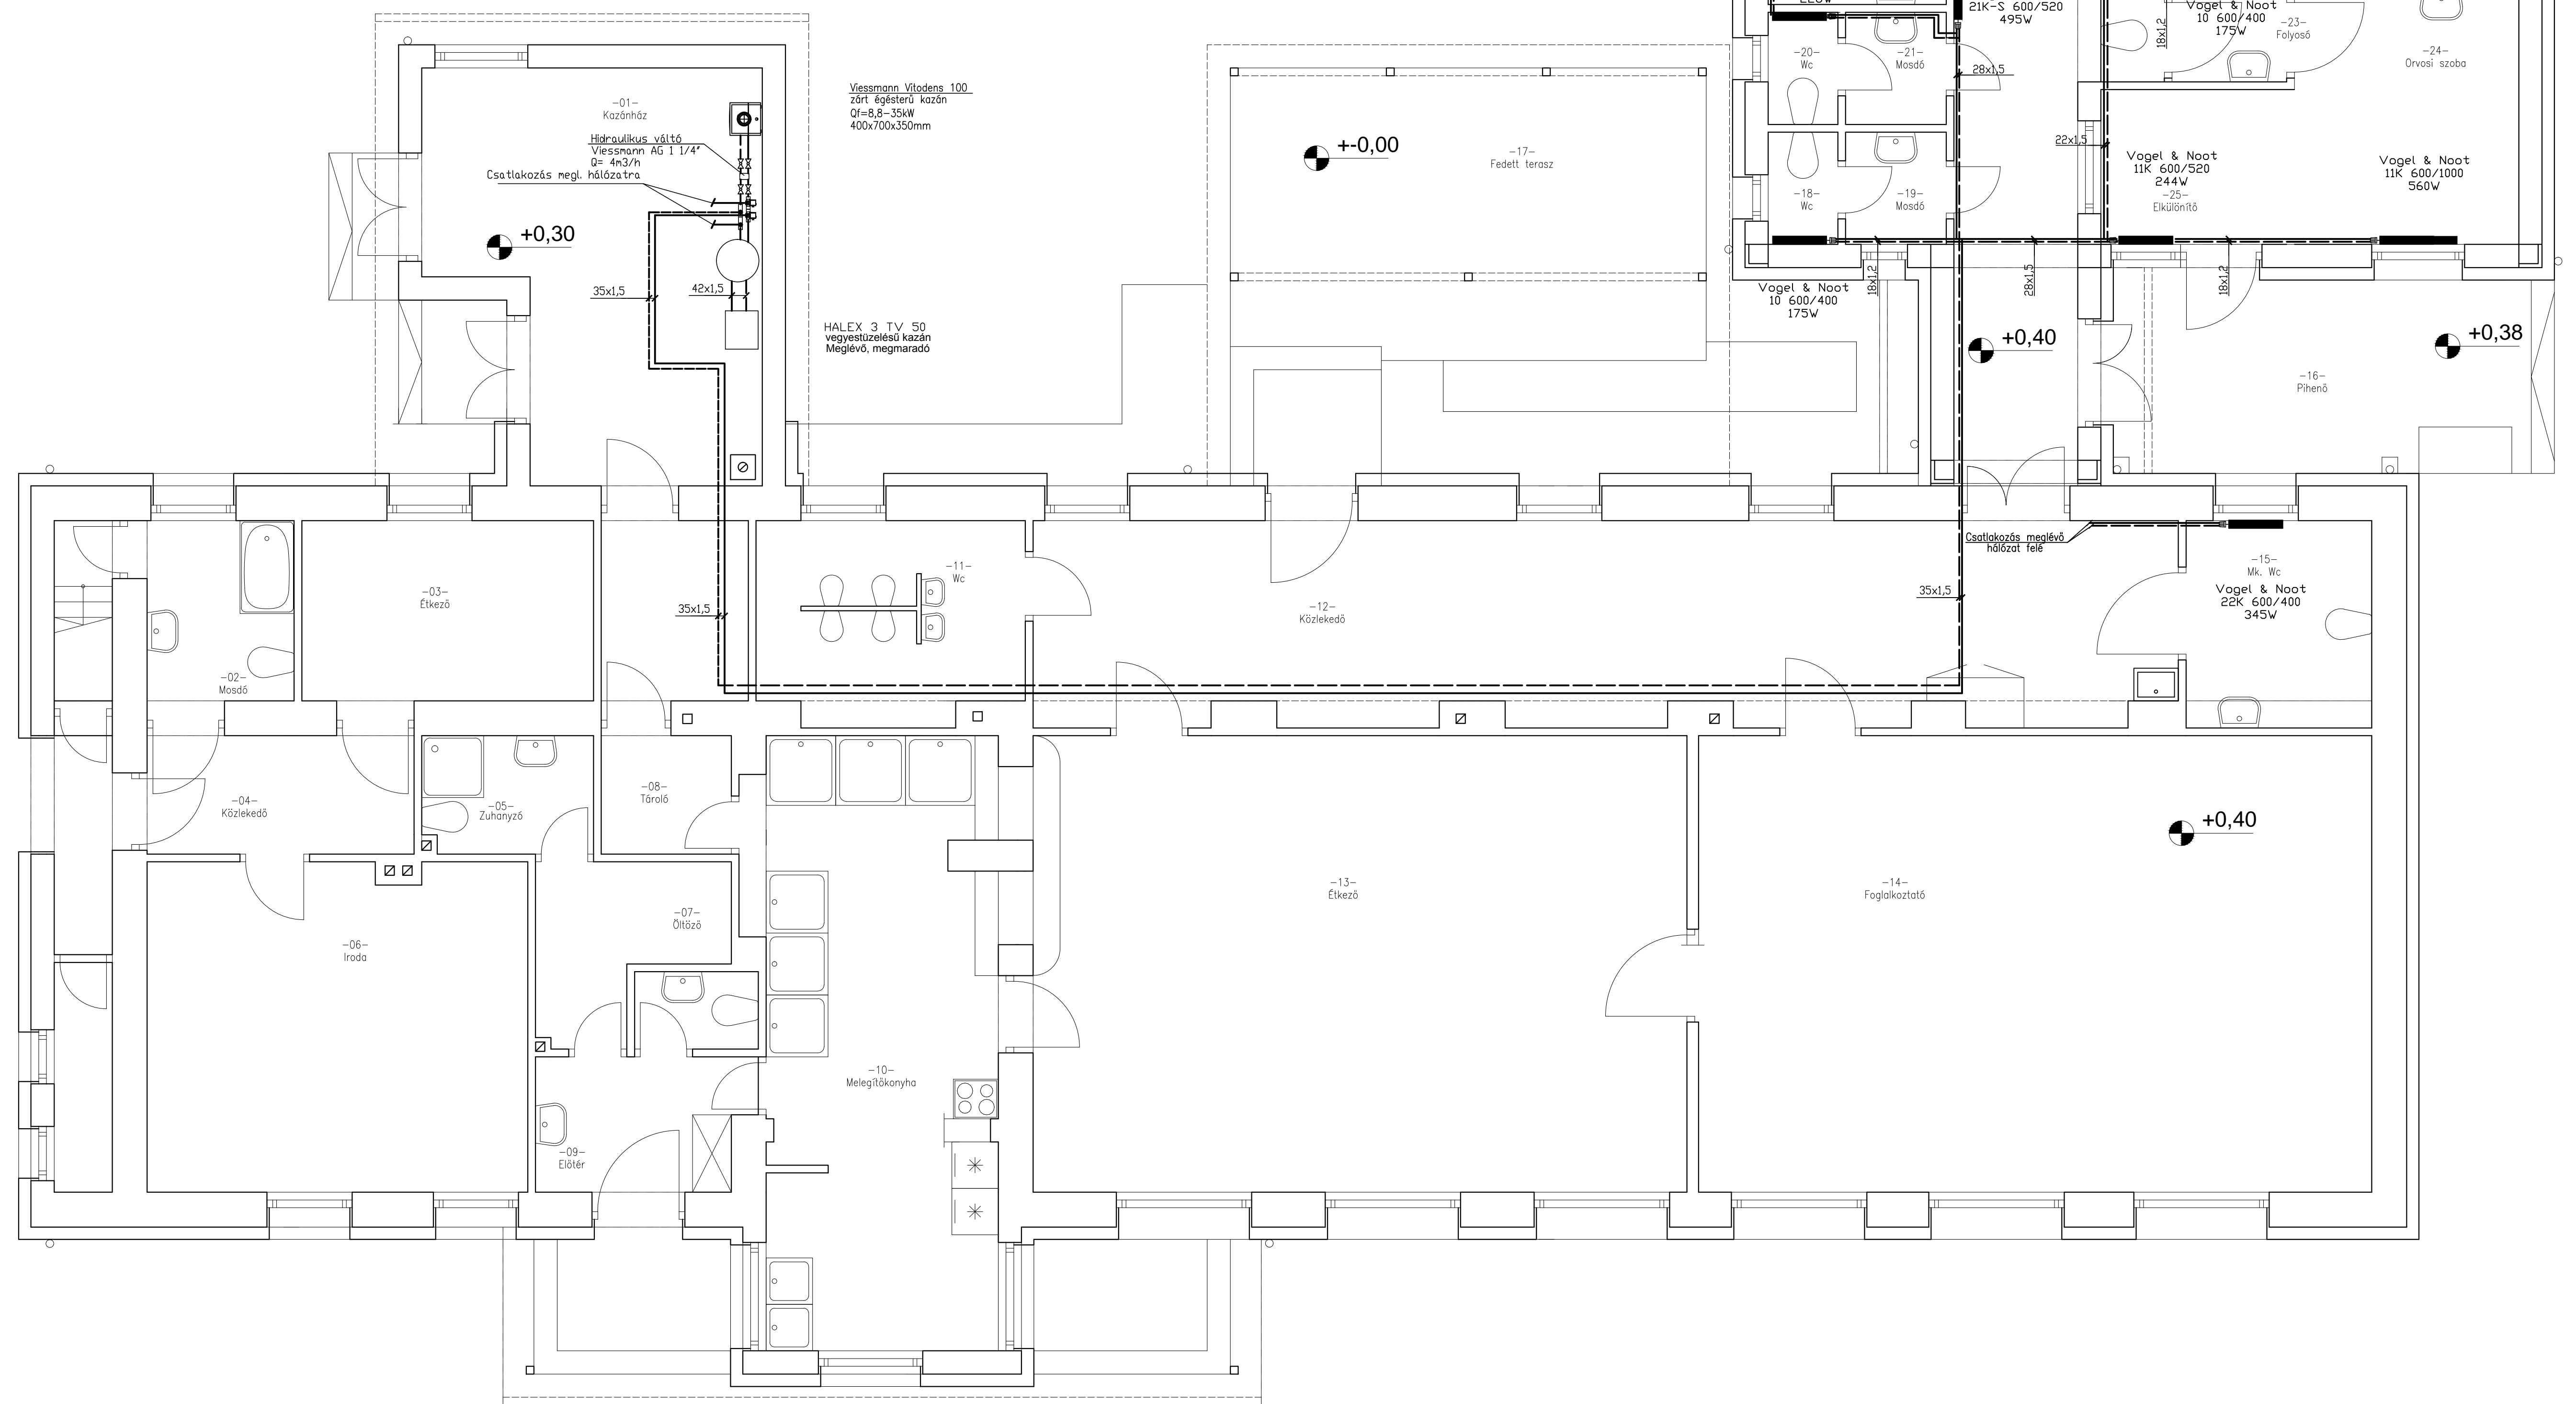 21K-S 600/520
495W
Vogel & Noot
10 600/400
175W
18x1,2
-23-
Folyosó
-24-
Orvosi szoba
-20-
Wc
-21-
Mosdó
28x1,5
-01-
Kazánház
Viessmann Vitodens 100
zárt égésterű kazán
Qf=8,8-35kW
400x700x350mm
Hidraulikus váltó
Viessmann AG 1 1/4"
Q= 4m3/h
Csatlakozás megl. hálózatra
+-0,00
-17-
Fedett terasz
22x1,5
Vogel & Noot
11K 600/520
244W
-25-
Elkülönítő
Vogel & Noot
11K 600/1000
560W
-18-
Wc
-19-
Mosdó
+0,30
35x1,5
42x1,5
Vogel & Noot
10 600/400
175W
18x1,2
28x1,5
18x1,2
HALEX 3 TV 50
vegyestüzelésű kazán
Meglévő, megmaradó
+0,40
+0,38
-16-
Pihenő
Csatlakozás meglévő
hálózat felé
-15-
Mk. Wc
Vogel & Noot
22K 600/400
345W
-11-
Wc
-03-
Étkező
35x1,5
-12-
Közlekedő
35x1,5
-02-
Mosdó
-04-
Közlekedő
-05-
Zuhanyzó
-08-
Tároló
+0,40
-13-
Étkező
-14-
Foglalkoztató
-07-
Öltöző
-06-
Iroda
-10-
Melegítőkonyha
-09-
Előtér